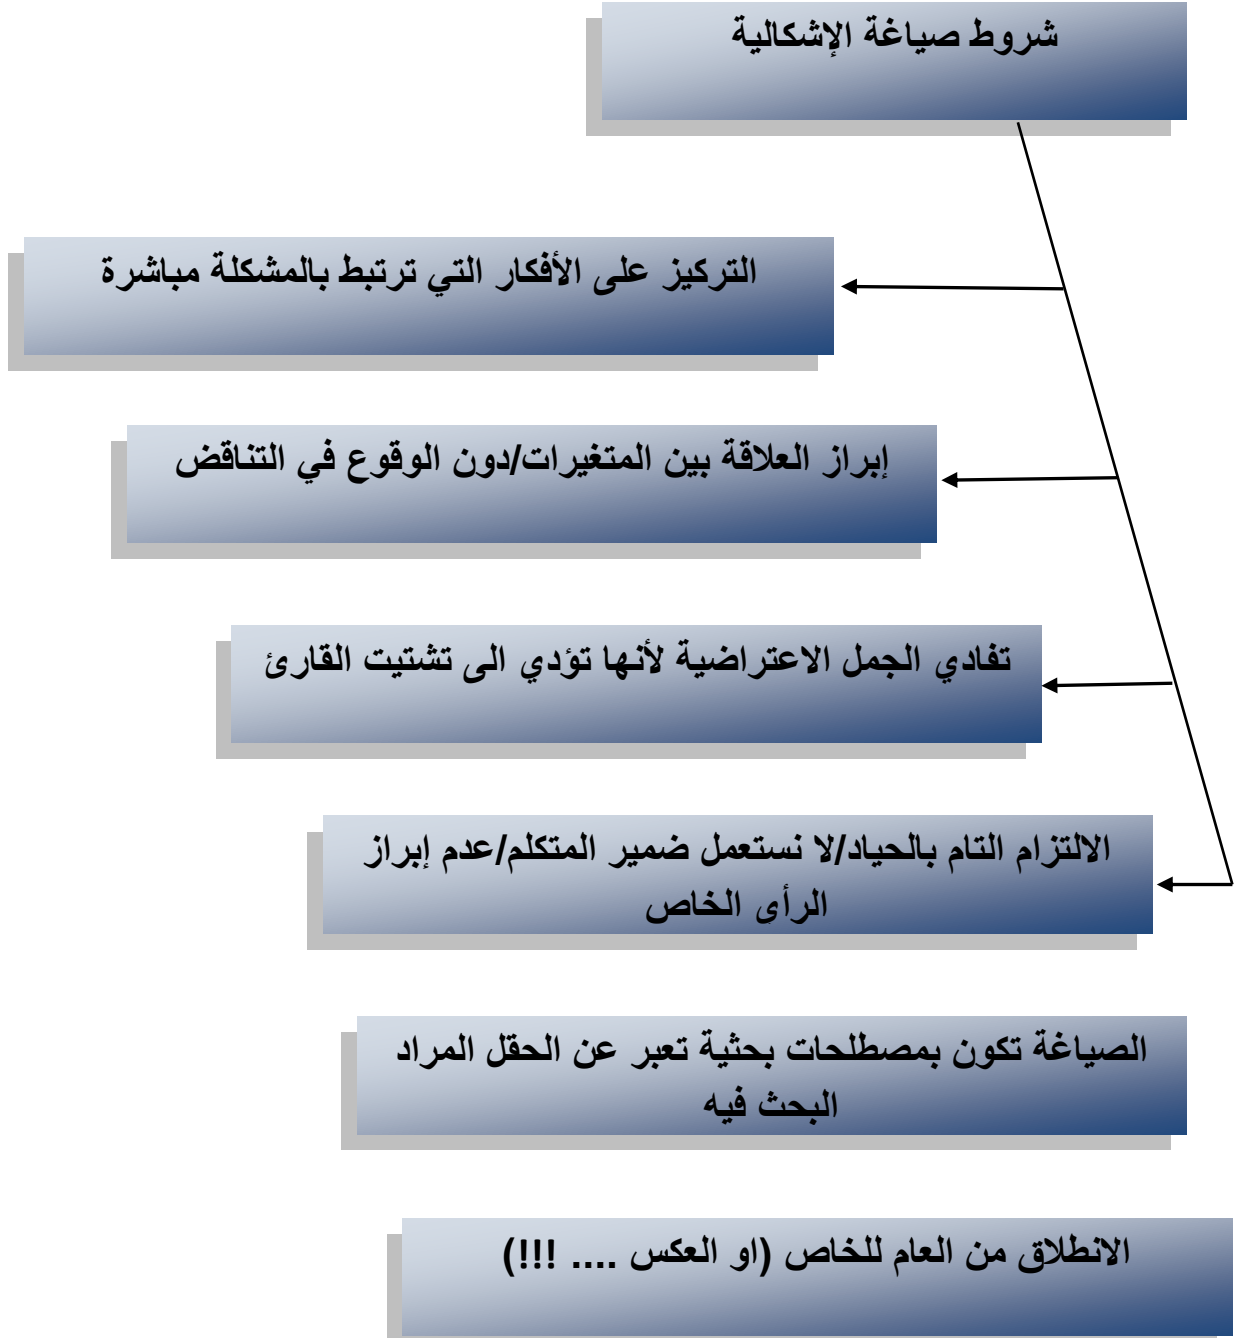 شروط صياغة الإشكالية
التركيز على الأفكار التي ترتبط بالمشكلة مباشرة
إبراز العلاقة بين المتغيرات/دون الوقوع في التناقض
تفادي الجمل الاعتراضية لأنها تؤدي الى تشتيت القارئ
الالتزام التام بالحياد/لا نستعمل ضمير المتكلم/عدم إبراز
الرأى الخاص
الصياغة تكون بمصطلحات بحثية تعبر عن الحقل المراد
البحث فيه
الانطلاق من العام للخاص (او العكس .... !!!)